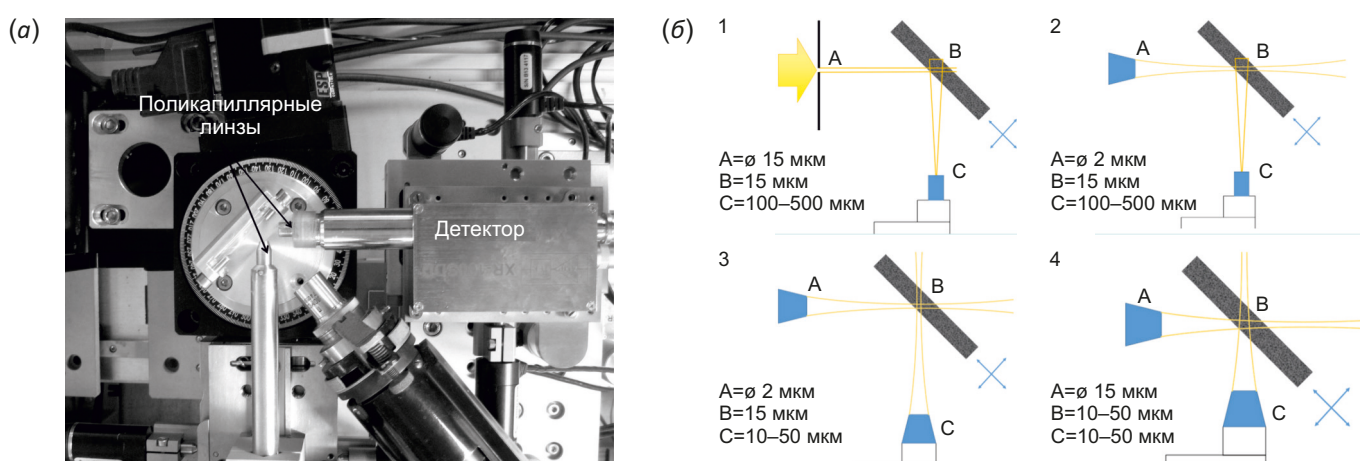 (а)
Поликапиллярные
линзы
Детектор
ESP
(б)
1
A
B
C
A=ø 15 мкм
B=15 мкм
C=100–500 мкм
2
A
B
C
A=ø 2 мкм
B=15 мкм
C=100–500 мкм
3
A
B
C
A=ø 2 мкм
B=15 мкм
C=10–50 мкм
4
A
B
C
A=ø 15 мкм
B=10–50 мкм
C=10–50 мкм